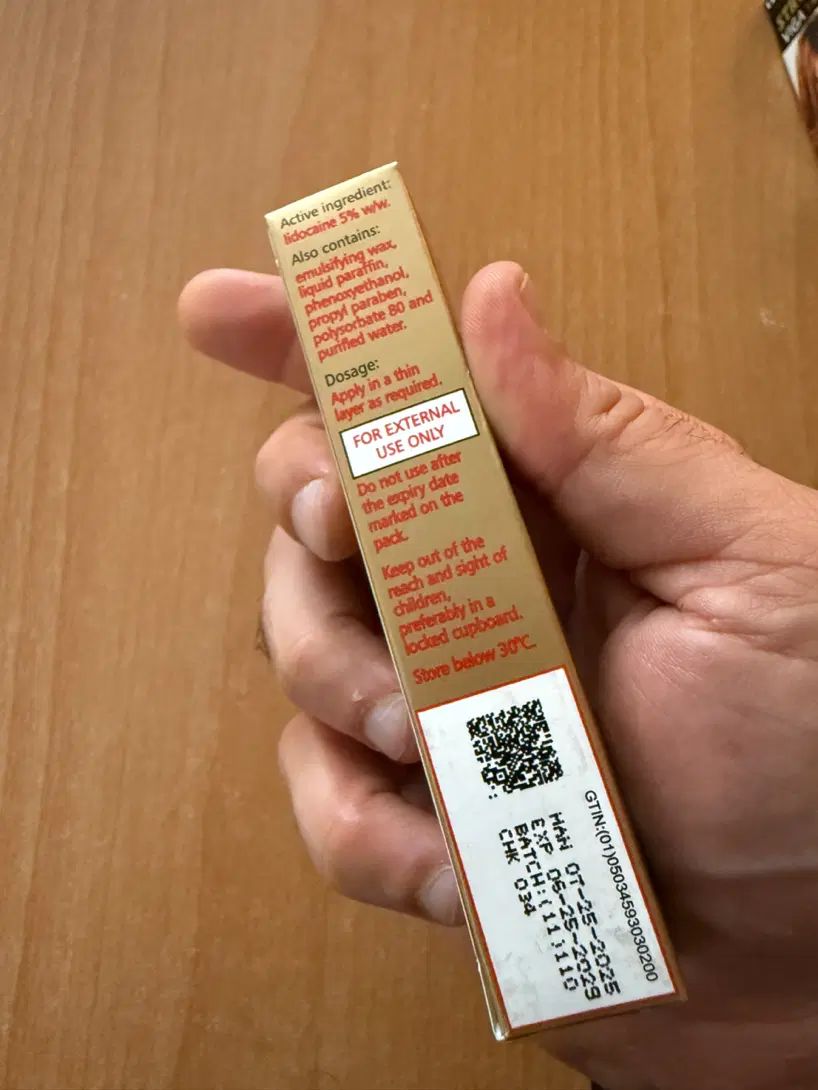 Active ingredient:
lidocaine 5% w/w.
Also contains:
emulsifying wax,
liquid paraffin,
phenoxyethanol,
propyl paraben,
polysorbate 80 and
purified water.
Dosage:
Apply in a thin
layer as required.
FOR EXTERNAL
USE ONLY
Do not use after
the expiry date
marked on the
pack.
Keep out of the
reach and sight of
children,
preferably in a
locked cupboard.
Store below 30°C.
GTIN:(01)05034593030200
MAN 07-25-2025
EXP 06-25-2029
BATCH:(11)110
CHK 034